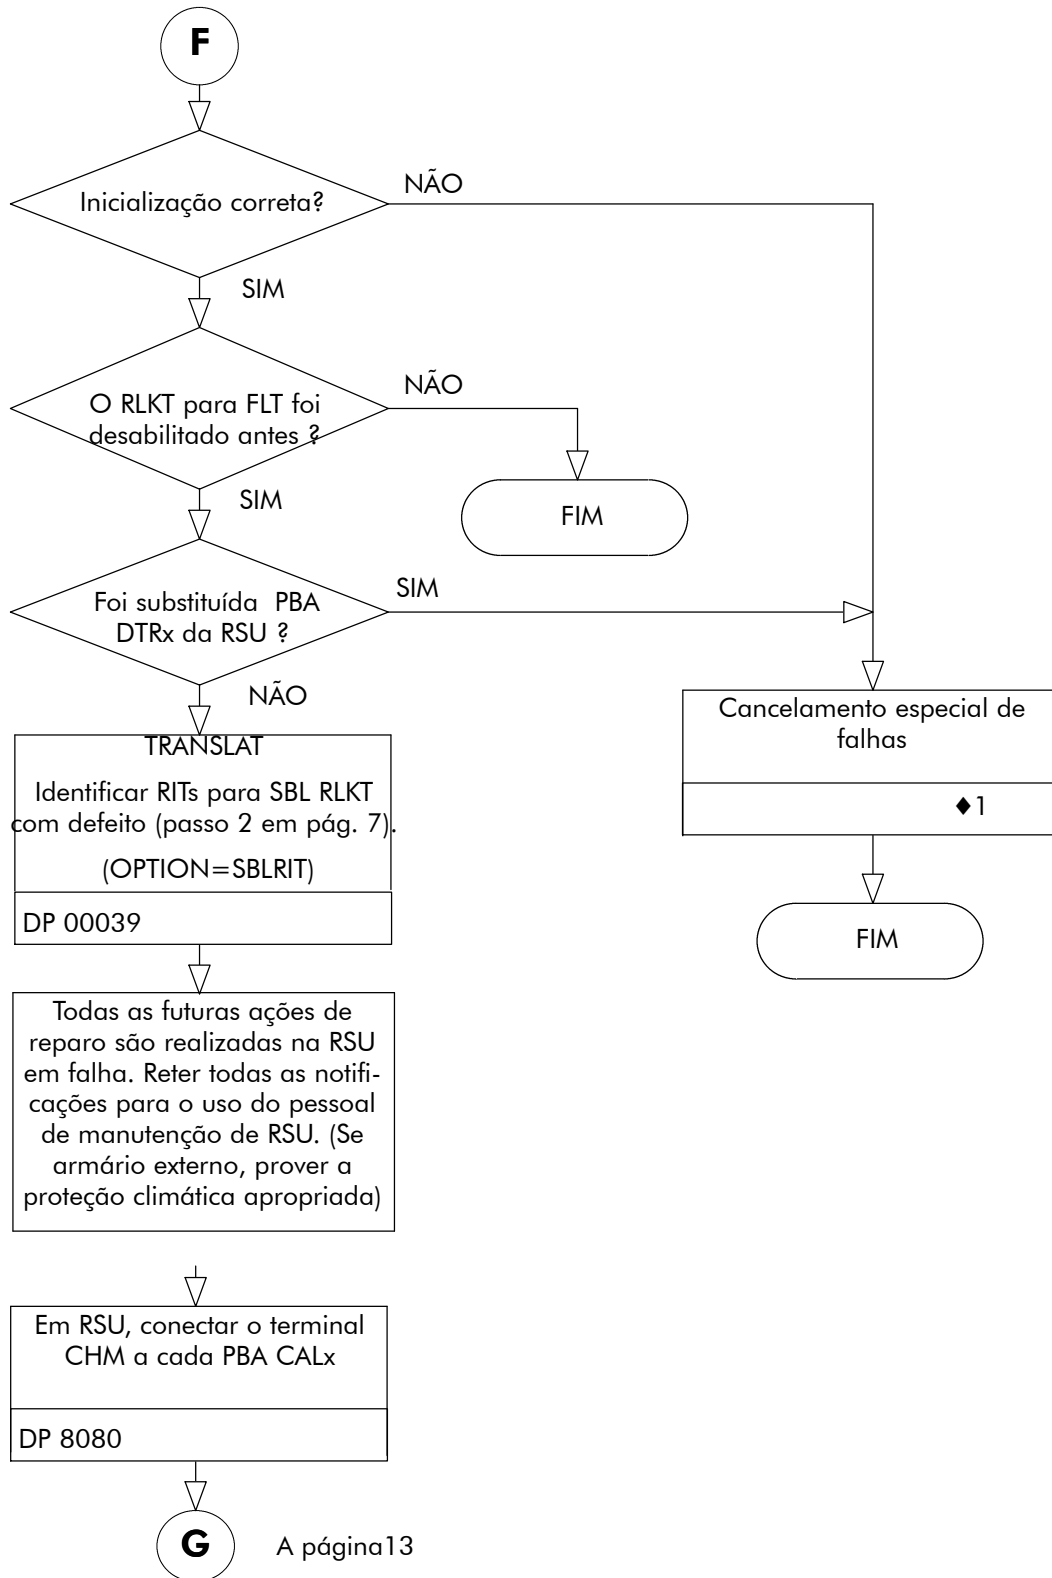 F
Inicialização correta?
NÃO
SIM
O RLKT para FLT foi
desabilitado antes ?
NÃO
FIM
SIM
Foi substituída PBA
DTRx da RSU ?
SIM
NÃO
Cancelamento especial de
falhas
♦1
FIM
TRANSLAT
Identificar RITs para SBL RLKT
com defeito (passo 2 em pág. 7).
(OPTION=SBLRIT)
DP 00039
Todas as futuras ações de
reparo são realizadas na RSU
em falha. Reter todas as notifi-
cações para o uso do pessoal
de manutenção de RSU. (Se
armário externo, prover a
proteção climática apropriada)
Em RSU, conectar o terminal
CHM a cada PBA CALx
DP 8080
G
A página13